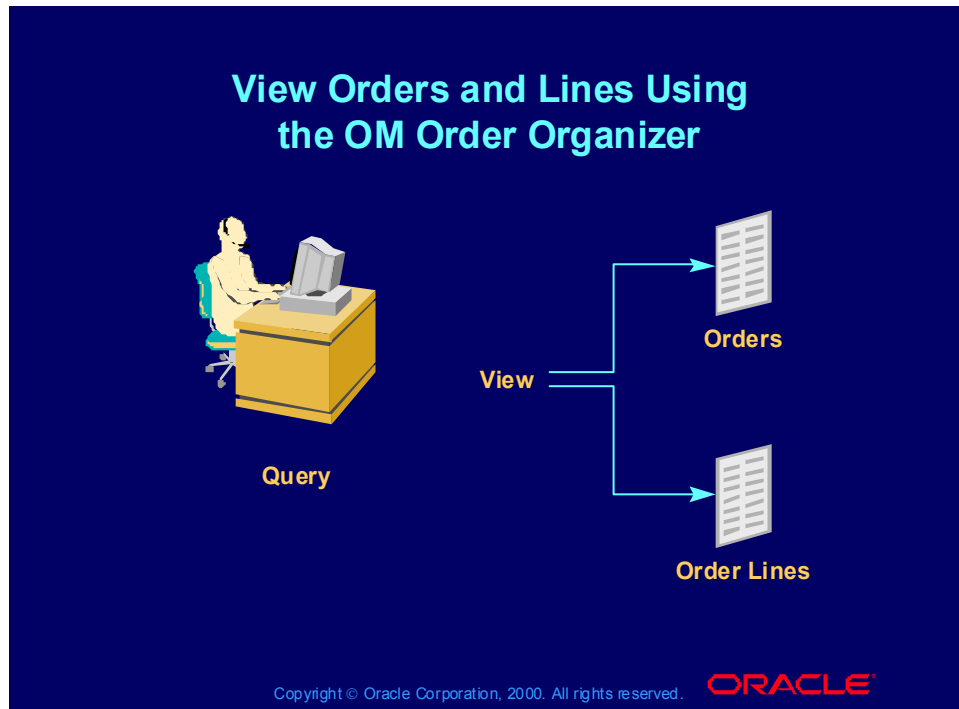 View Orders and Lines Using
the OM Order Organizer
Orders
View
Query
Order Lines
Copyright © Oracle Corporation, 2000. All rights reserved.
ORACLE®